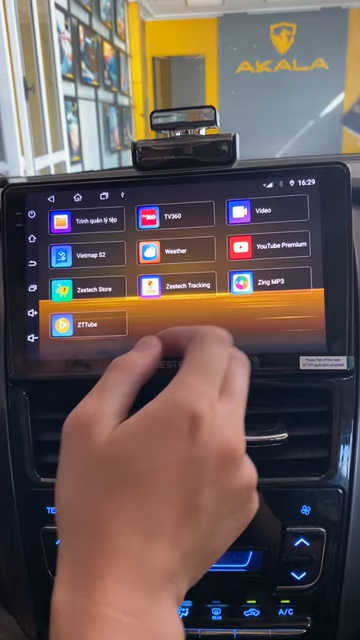 AKALA
16:29
Trình quản lý tệp
TV360
Video
Vietmap S2
Weather
YouTube Premium
Zestech Store
Zestech Tracking
Zing MP3
ZTTube
REAR
A/C